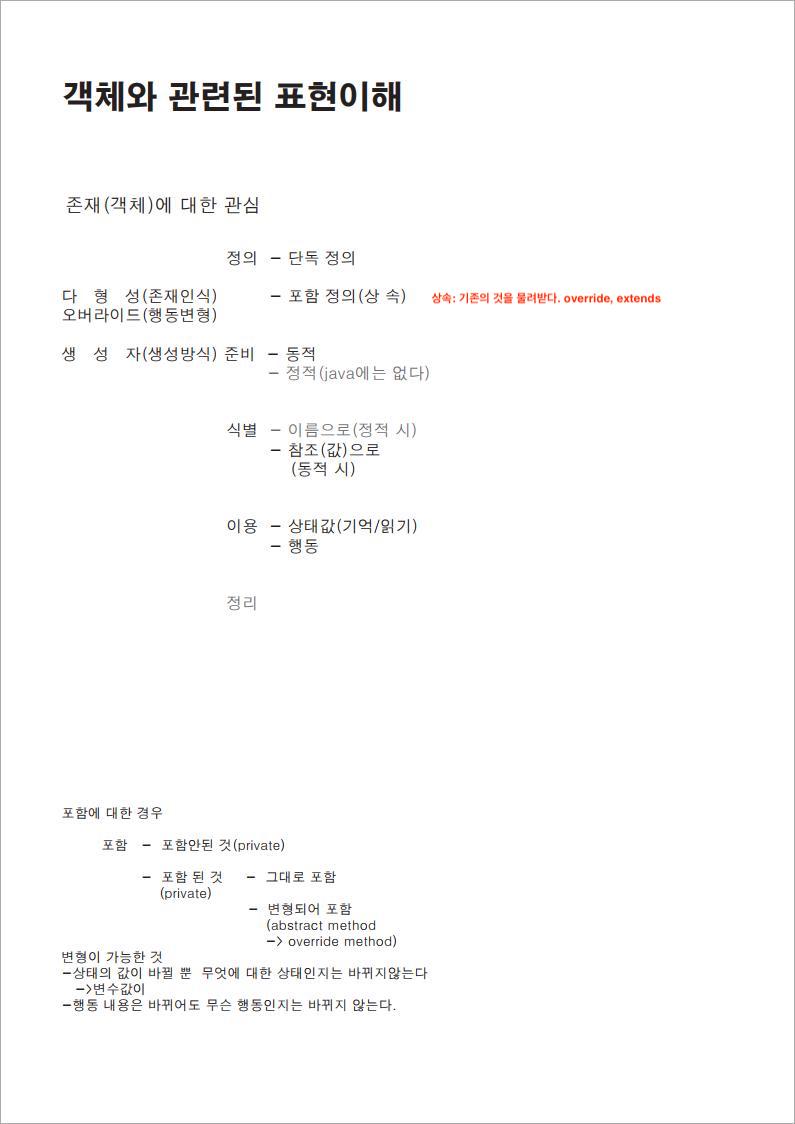 객체와 관련된 표현이해
존재(객체)에 대한 관심
정의 - 단독 정의
다 형 성(존재인식) - 포함 정의(상 속) 상속: 기존의 것을 물려받다. override, extends
오버라이드(행동변형)
생 성 자(생성방식) 준비 - 동적
- 정적(java에는 없다)
식별 - 이름으로(정적 시)
- 참조(값)으로
(동적 시)
이용 - 상태값(기억/읽기)
- 행동
정리
포함에 대한 경우
포함 - 포함안된 것(private)
- 포함 된 것 - 그대로 포함
(private)
- 변형되어 포함
(abstract method
-> override method)
변형이 가능한 것
-상태의 값이 바뀔 뿐 무엇에 대한 상태인지는 바뀌지않는다
->변수값이
-행동 내용은 바뀌어도 무슨 행동인지는 바뀌지 않는다.